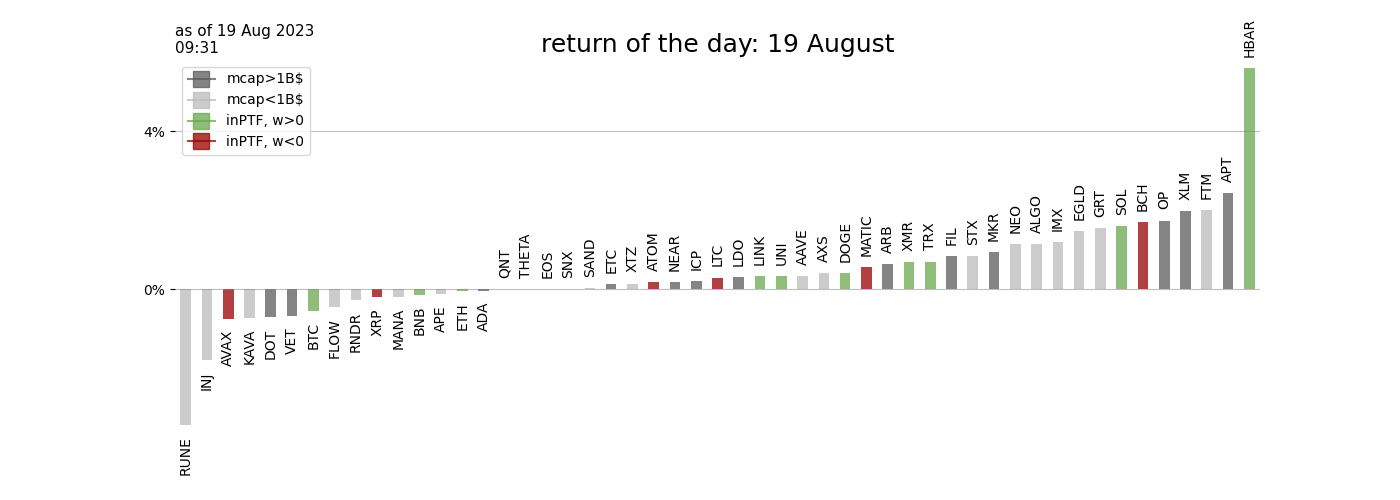 as of 19 Aug 2023
09:31
return of the day: 19 August
mcap>1B$
mcap<1B$
inPTF, w>0
inPTF, w<0
4%
0%
RUNE
INJ
AVAX
KAVA
DOT
VET
BTC
FLOW
RNDR
XRP
MANA
BNB
APE
ETH
ADA
QNT
THETA
EOS
SNX
SAND
ETC
XTZ
ATOM
NEAR
ICP
LTC
LDO
LINK
UNI
AAVE
AXS
DOGE
MATIC
ARB
XMR
TRX
FIL
STX
MKR
NEO
ALGO
IMX
EGLD
GRT
SOL
BCH
OP
XLM
FTM
APT
HBAR